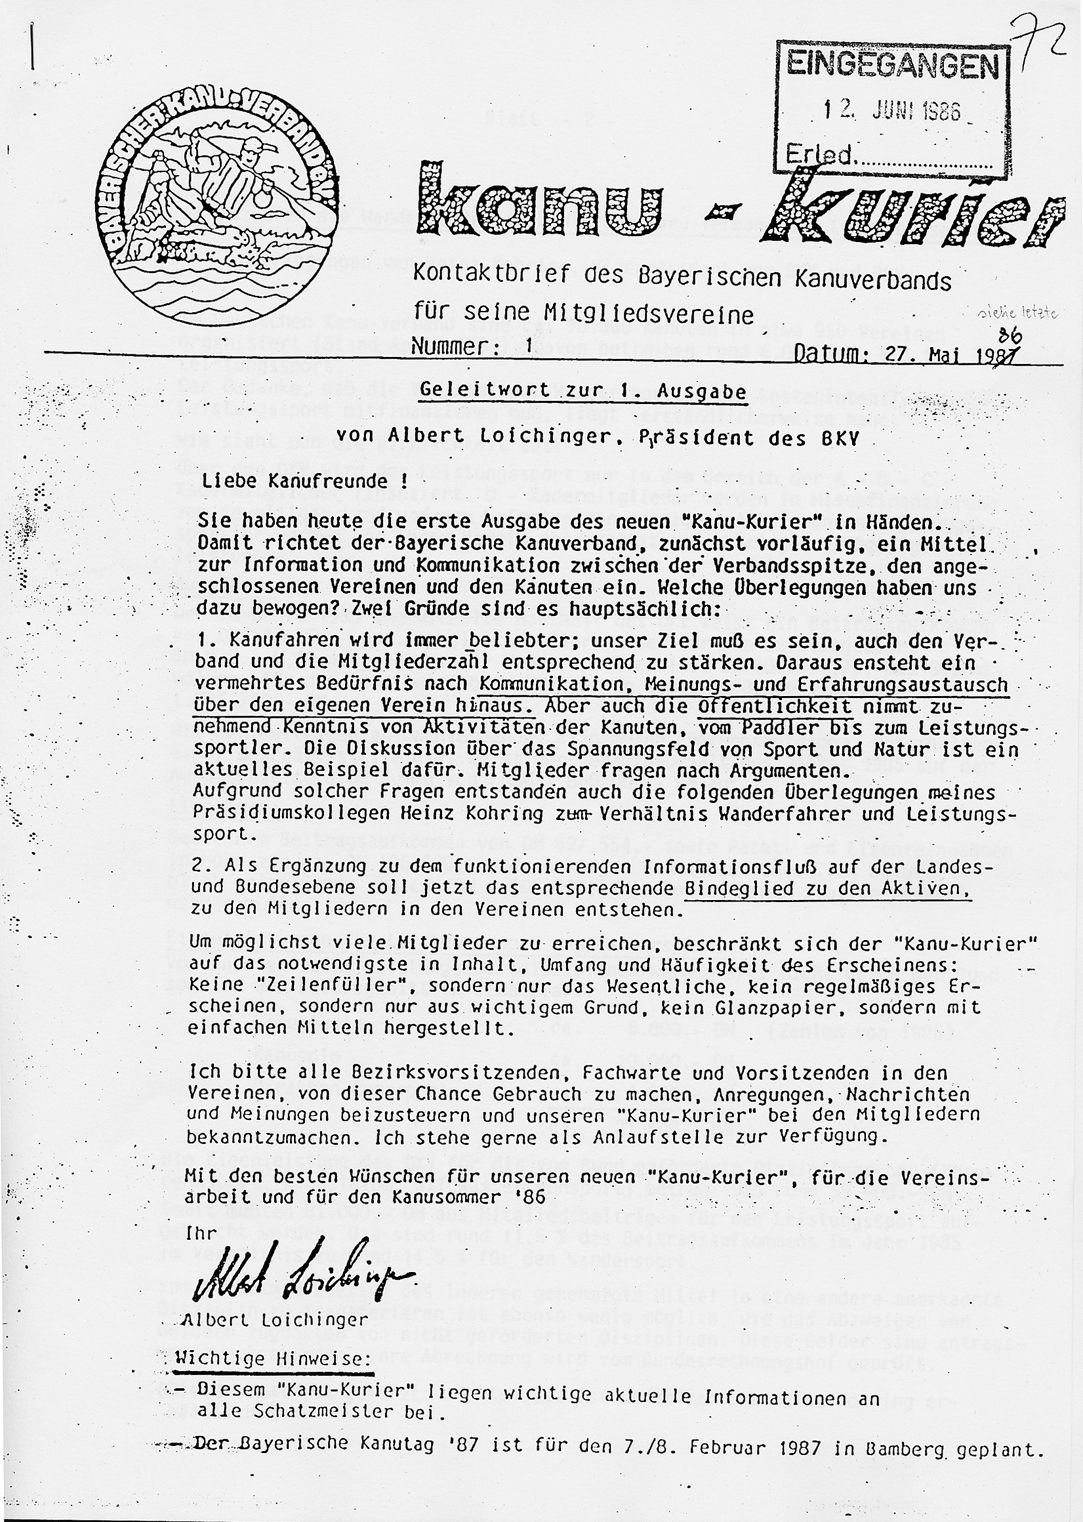 72
EINGEGANGEN
12. JUNI 1986
Erled.
BAYERISCHER KANU-VERBAND e.V.
kanu - kurier
Kontaktbrief des Bayerischen Kanuverbands
für seine Mitgliedsvereine
siehe letzte
86
Nummer: 1 Datum: 27. Mai 1987
Geleitwort zur 1. Ausgabe
von Albert Loichinger, Präsident des BKV
Liebe Kanufreunde !
Sie haben heute die erste Ausgabe des neuen "Kanu-Kurier" in Händen.
Damit richtet der Bayerische Kanuverband, zunächst vorläufig, ein Mittel
zur Information und Kommunikation zwischen der Verbandsspitze, den ange-
schlossenen Vereinen und den Kanuten ein. Welche Überlegungen haben uns
dazu bewogen? Zwei Gründe sind es hauptsächlich:
1. Kanufahren wird immer beliebter; unser Ziel muß es sein, auch den Ver-
band und die Mitgliederzahl entsprechend zu stärken. Daraus ensteht ein
vermehrtes Bedürfnis nach Kommunikation, Meinungs- und Erfahrungsaustausch
über den eigenen Verein hinaus. Aber auch die Öffentlichkeit nimmt zu-
nehmend Kenntnis von Aktivitäten der Kanuten, vom Paddler bis zum Leistungs-
sportler. Die Diskussion über das Spannungsfeld von Sport und Natur ist ein
aktuelles Beispiel dafür. Mitglieder fragen nach Argumenten.
Aufgrund solcher Fragen entstanden auch die folgenden Überlegungen meines
Präsidiumskollegen Heinz Kohring zum Verhältnis Wanderfahrer und Leistungs-
sport.
2. Als Ergänzung zu dem funktionierenden Informationsfluß auf der Landes-
und Bundesebene soll jetzt das entsprechende Bindeglied zu den Aktiven,
zu den Mitgliedern in den Vereinen entstehen.
Um möglichst viele Mitglieder zu erreichen, beschränkt sich der "Kanu-Kurier"
auf das notwendigste in Inhalt, Umfang und Häufigkeit des Erscheinens:
Keine "Zeilenfüller", sondern nur das Wesentliche, kein regelmäßiges Er-
scheinen, sondern nur aus wichtigem Grund, kein Glanzpapier, sondern mit
einfachen Mitteln hergestellt.
Ich bitte alle Bezirksvorsitzenden, Fachwarte und Vorsitzenden in den
Vereinen, von dieser Chance Gebrauch zu machen, Anregungen, Nachrichten
und Meinungen beizusteuern und unseren "Kanu-Kurier" bei den Mitgliedern
bekanntzumachen. Ich stehe gerne als Anlaufstelle zur Verfügung.
Mit den besten Wünschen für unseren neuen "Kanu-Kurier", für die Vereins-
arbeit und für den Kanusommer '86
Ihr
Albert Loichinger
Albert Loichinger
Wichtige Hinweise:
- Diesem "Kanu-Kurier" liegen wichtige aktuelle Informationen an
alle Schatzmeister bei.
- Der Bayerische Kanutag '87 ist für den 7./8. Februar 1987 in Bamberg geplant.